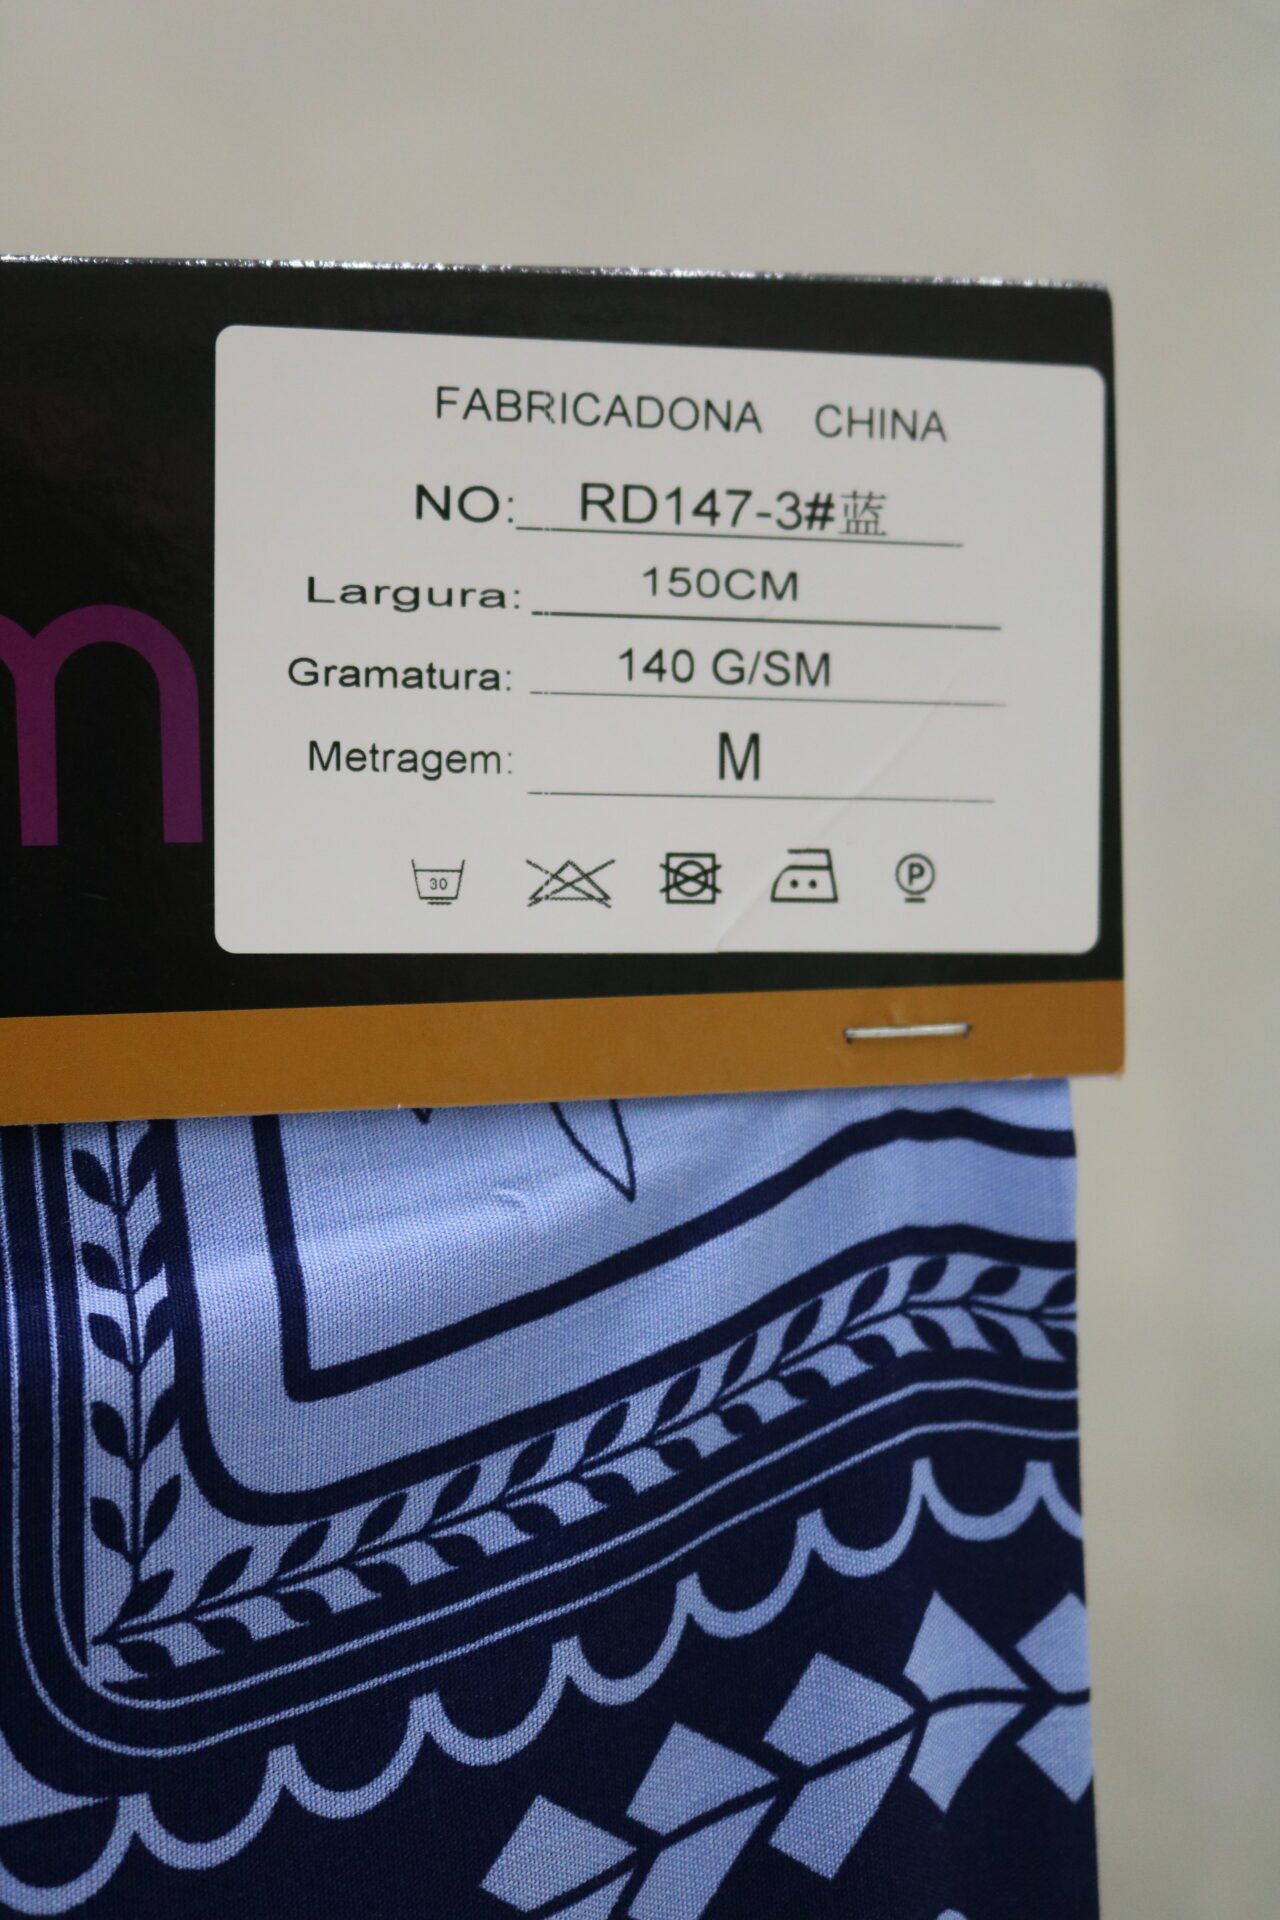 FABRICADONA CHINA
NO: RD147-3#蓝
Largura: 150CM
Gramatura: 140 G/SM
Metragem: M
30
P
m